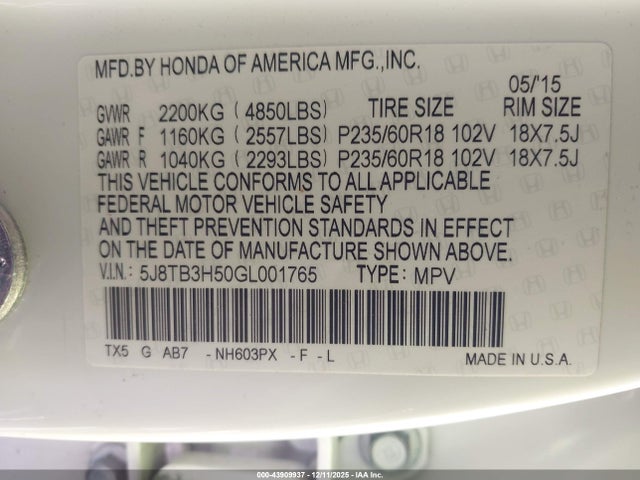 MFD.BY HONDA OF AMERICA MFG.,INC.
05/'15
GVWR 2200KG (4850LBS) TIRE SIZE RIM SIZE
GAWR F 1160KG (2557LBS) P235/60R18 102V 18X7.5J
GAWR R 1040KG (2293LBS) P235/60R18 102V 18X7.5J
THIS VEHICLE CONFORMS TO ALL APPLICABLE
FEDERAL MOTOR VEHICLE SAFETY
AND THEFT PREVENTION STANDARDS IN EFFECT
ON THE DATE OF MANUFACTURE SHOWN ABOVE.
V.I.N.: 5J8TB3H50GL001765 TYPE: MPV
TX5 G AB7 -NH603PX -F -L
MADE IN U.S.A.
000-43909937 - 12/11/2025 - IAA Inc.